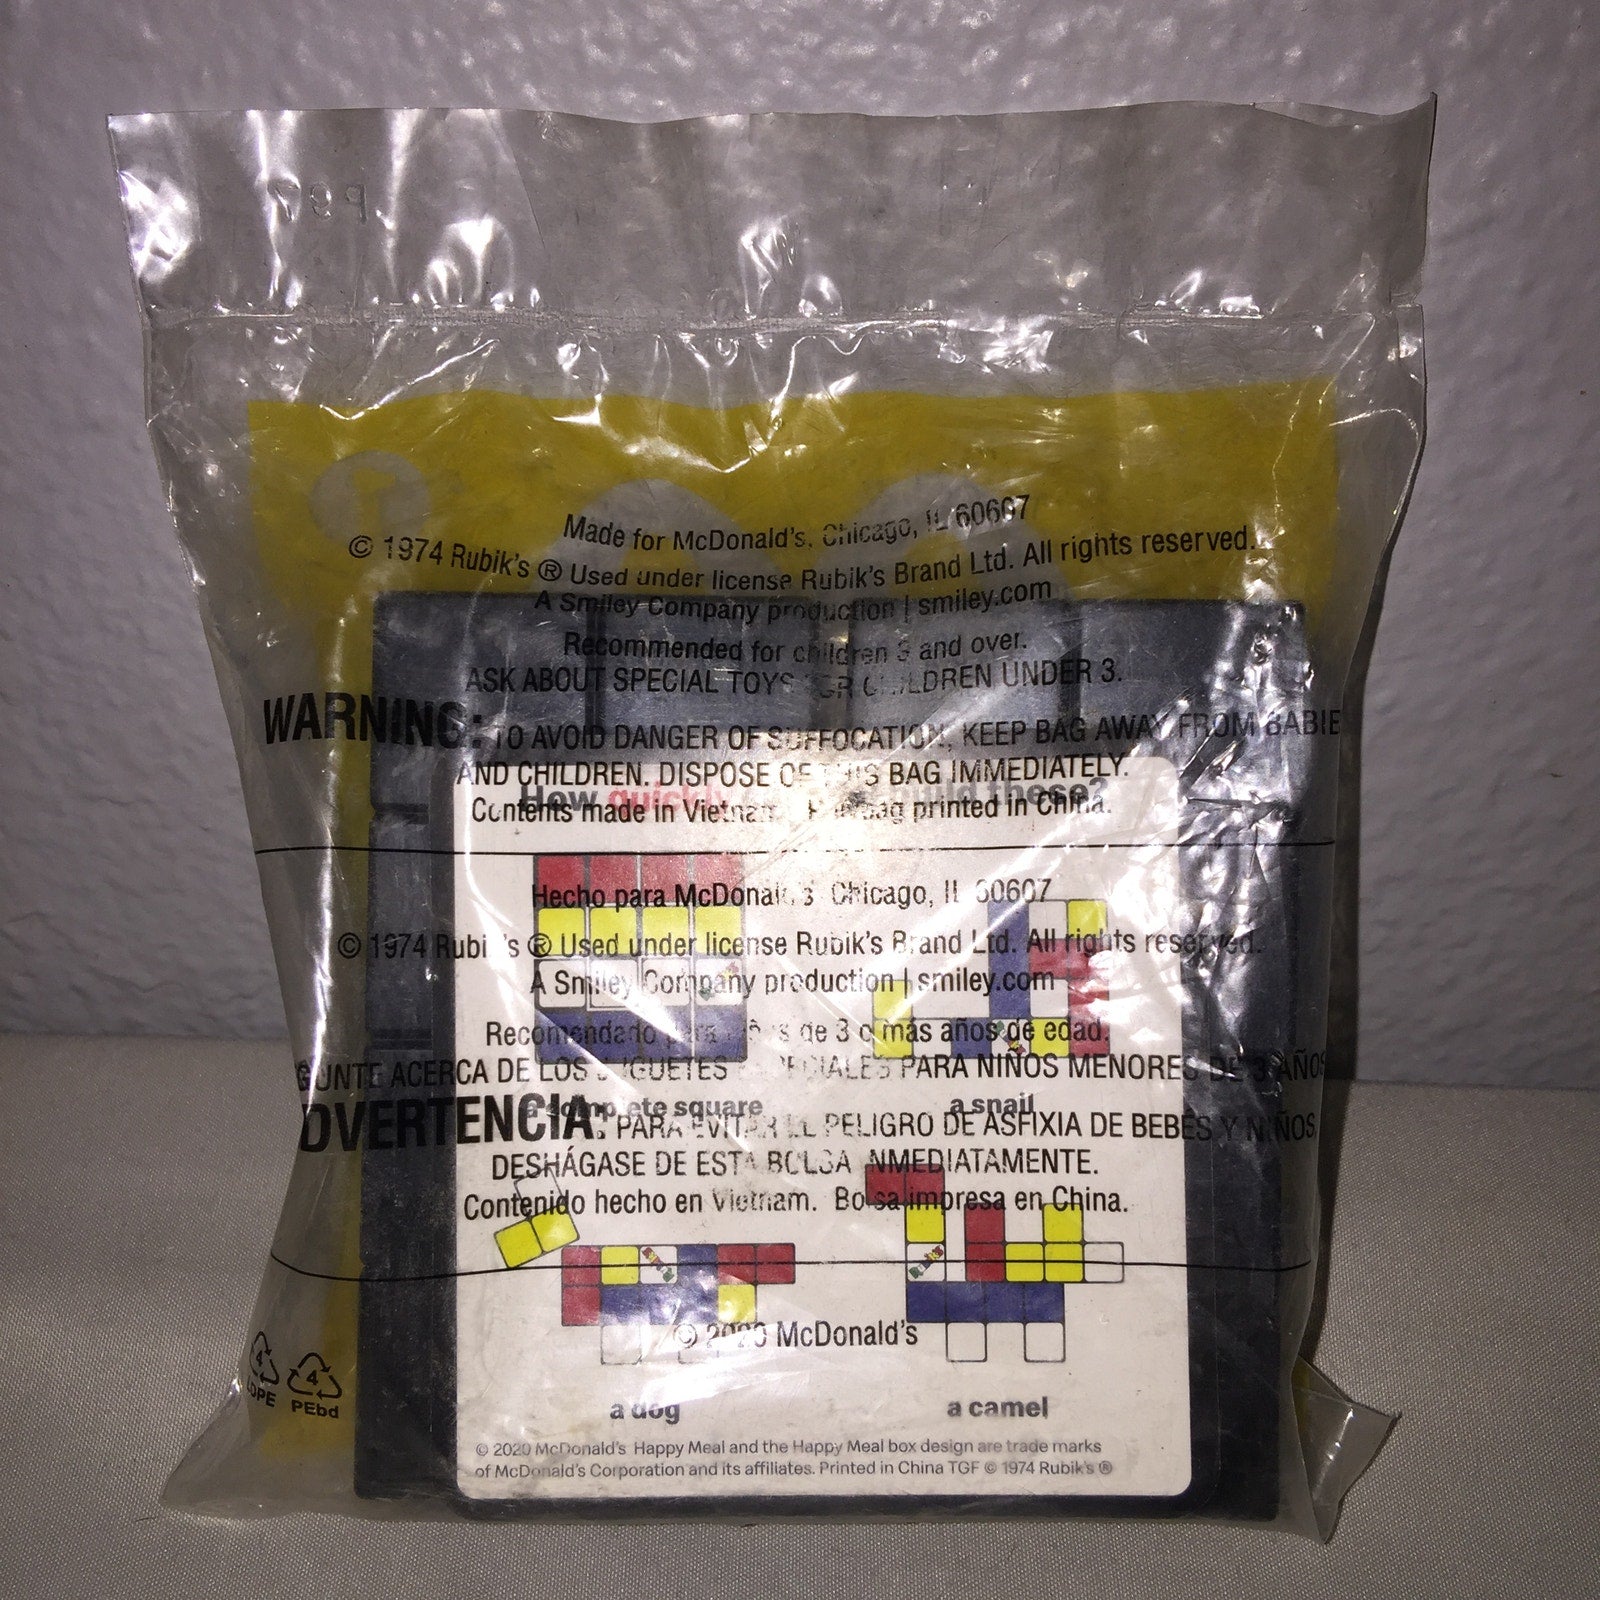 Made for McDonald's. Chicago, IL 60607
© 1974 Rubik's ® Used under license Rubik's Brand Ltd. All rights reserved.
A Smiley Company production | smiley.com
Recommended for children 3 and over.
ASK ABOUT SPECIAL TOYS FOR CHILDREN UNDER 3.
WARNING: TO AVOID DANGER OF SUFFOCATION, KEEP BAG AWAY FROM BABIE
AND CHILDREN. DISPOSE OF THIS BAG IMMEDIATELY.
How quickly build these?
Contents made in Vietnam. Polybag printed in China.
Hecho para McDonald's Chicago, IL 60607
© 1974 Rubik's ® Used under license Rubik's Brand Ltd. All rights reserved.
A Smiley Company production | smiley.com
Recomendado para niños de 3 o más años de edad.
GUNTE ACERCA DE LOS JUGUETES ESPECIALES PARA NIÑOS MENORES DE 3 AÑOS
a complete square
a snail
DVERTENCIA: PARA EVITAR EL PELIGRO DE ASFIXIA DE BEBÉS Y NIÑOS
DESHÁGASE DE ESTA BOLSA INMEDIATAMENTE.
Contenido hecho en Vietnam. Bolsa impresa en China.
© 2020 McDonald's
4
LDPE
4
PEbd
a dog
a camel
© 2020 McDonald's Happy Meal and the Happy Meal box design are trade marks
of McDonald's Corporation and its affiliates. Printed in China TGF © 1974 Rubik's ®